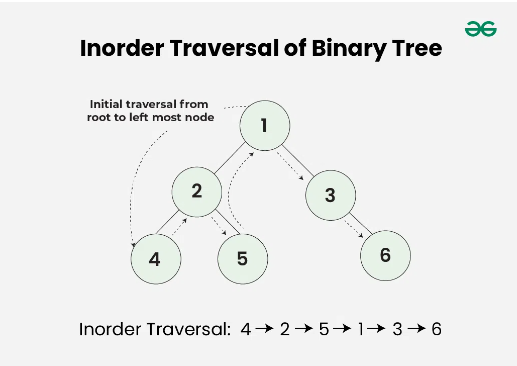 Inorder Traversal of Binary Tree
Initial traversal from
root to left most node
1
2
3
4
5
6
Inorder Traversal: 4 → 2 → 5 → 1 → 3 → 6